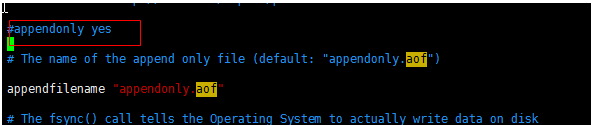 #appendonly yes
# The name of the append only file (default: "appendonly.aof")
appendfilename "appendonly.aof"
# The fsync() call tells the Operating System to actually write data on disk